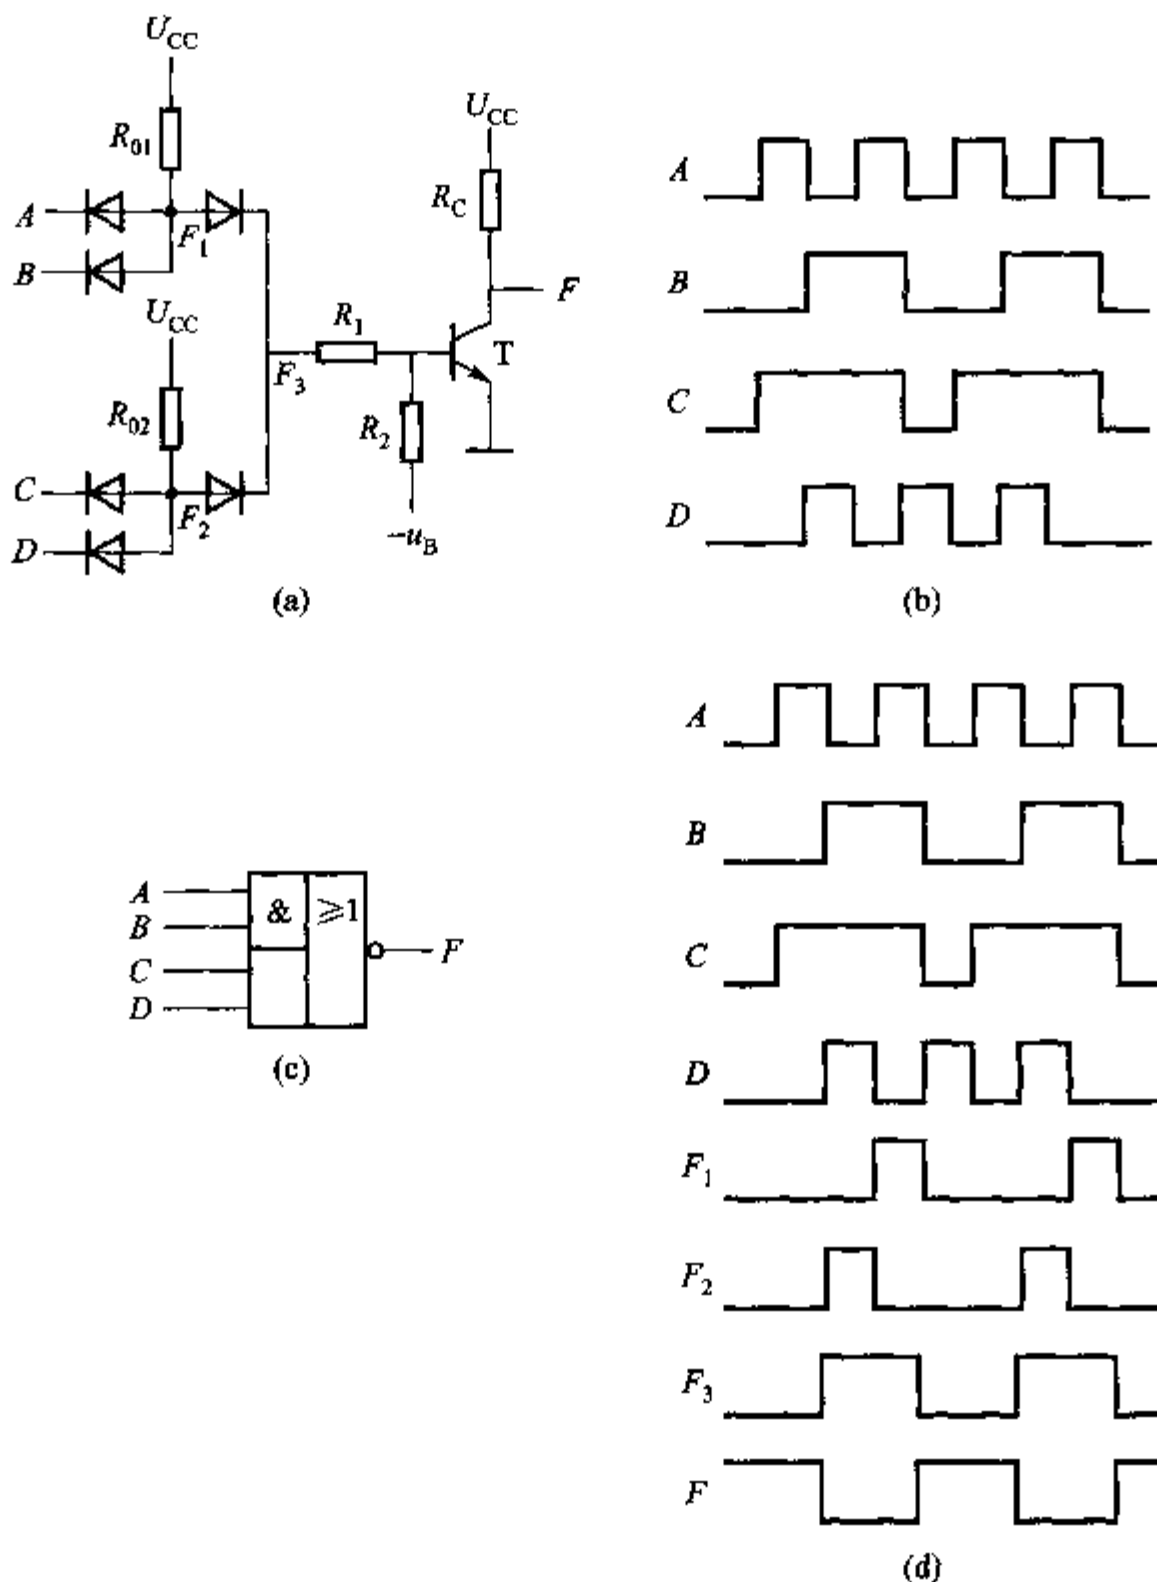 U_CC
R_01
A
F_1
B
U_CC
R_02
C
F_2
D
F_3
R_1
R_2
-u_B
U_CC
R_C
F
T
(a)
A
B
C
D
(b)
A
B
C
D
& ≥1
F
(c)
A
B
C
D
F_1
F_2
F_3
F
(d)